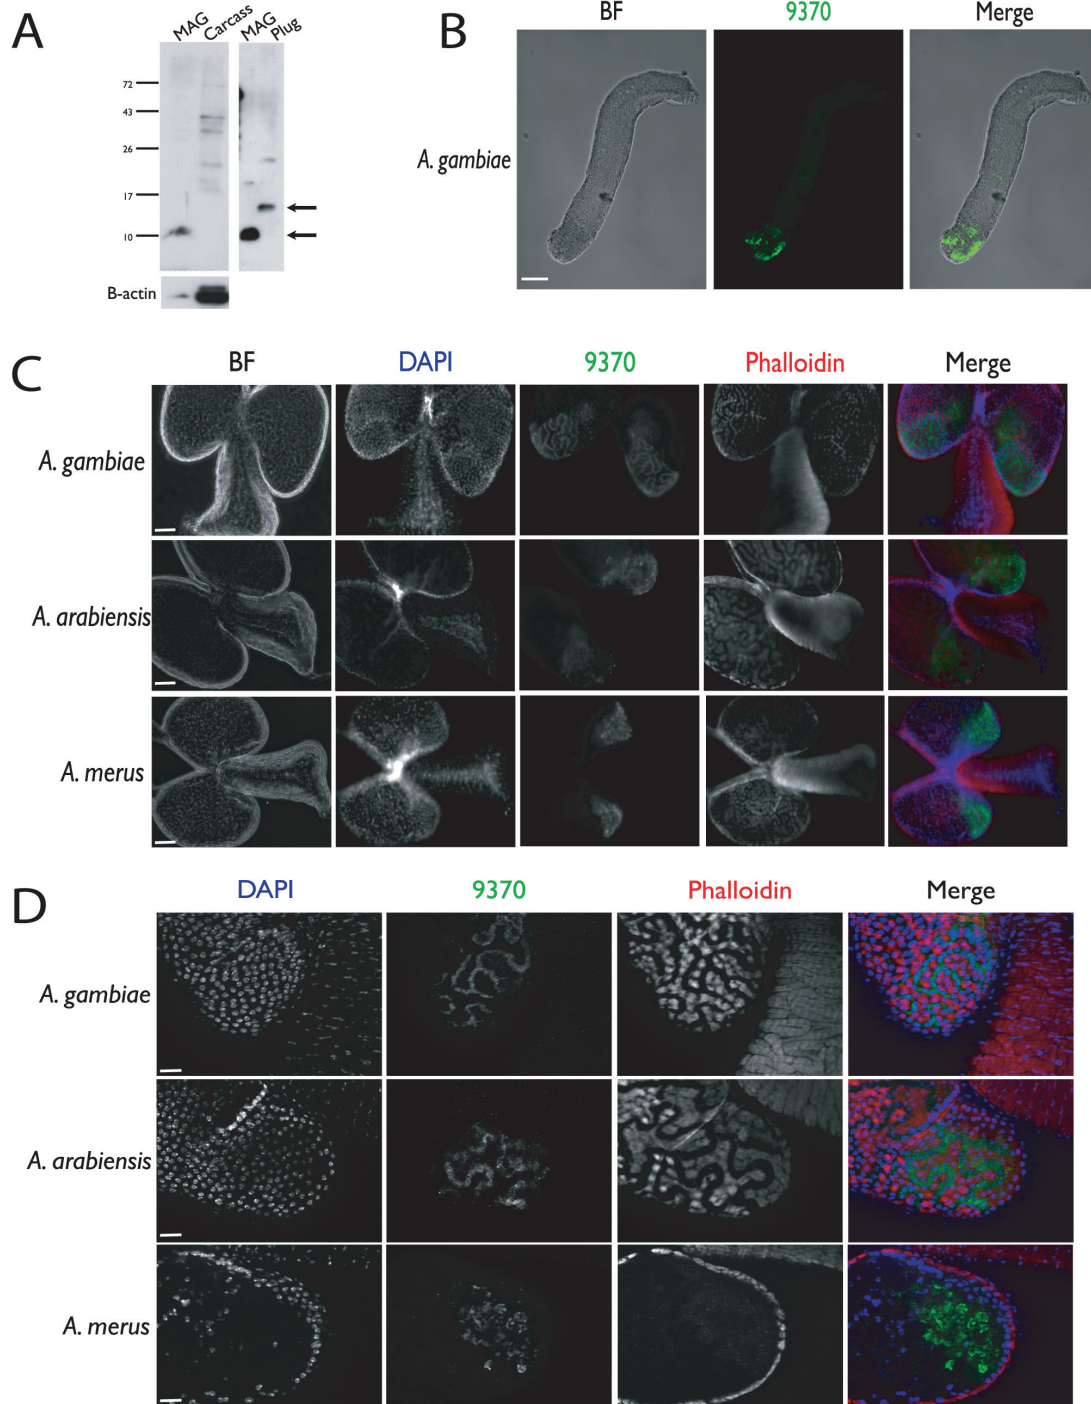 A
MAG Carcass MAG Plug
72
43
26
17
10
B-actin
B
BF 9370 Merge
A. gambiae
C
BF DAPI 9370 Phalloidin Merge
A. gambiae
A. arabiensis
A. merus
D
DAPI 9370 Phalloidin Merge
A. gambiae
A. arabiensis
A. merus